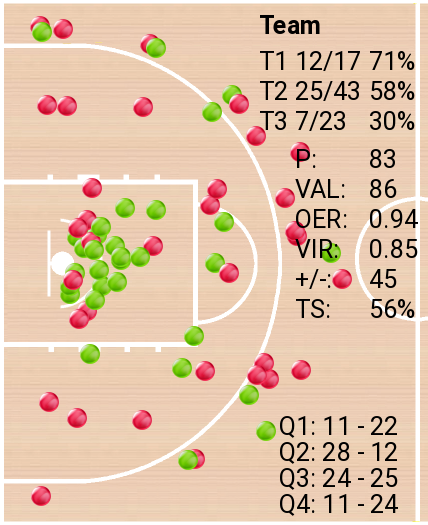 Team
T1 12/17 71%
T2 25/43 58%
T3 7/23 30%
P: 83
VAL: 86
OER: 0.94
VIR: 0.85
+/-: 45
TS: 56%
Q1: 11 - 22
Q2: 28 - 12
Q3: 24 - 25
Q4: 11 - 24